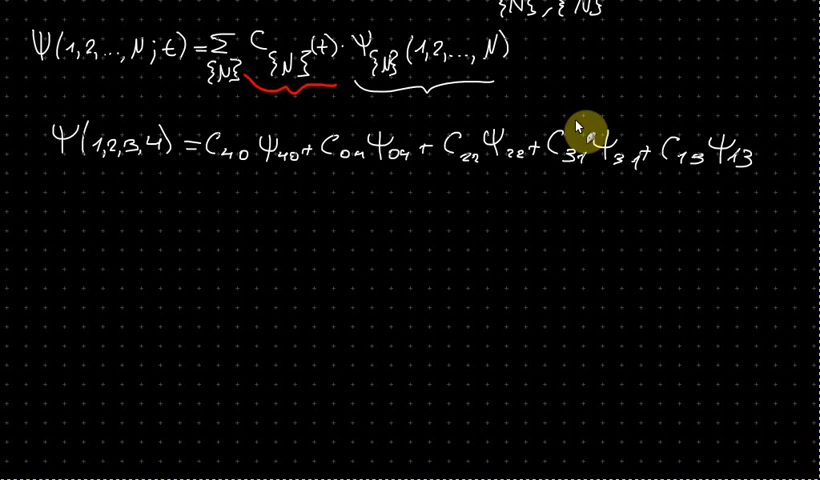 {N}, {N}
Ψ(1,2,...,N;t) = Σ_{N} C_{N}(t) · Ψ_{N}(1,2,...,N)
Ψ(1,2,3,4) = C₄₀ Ψ₄₀ + C₀₄ Ψ₀₄ + C₂₂ Ψ₂₂ + C₃₁ Ψ₃₁ + C₁₃ Ψ₁₃